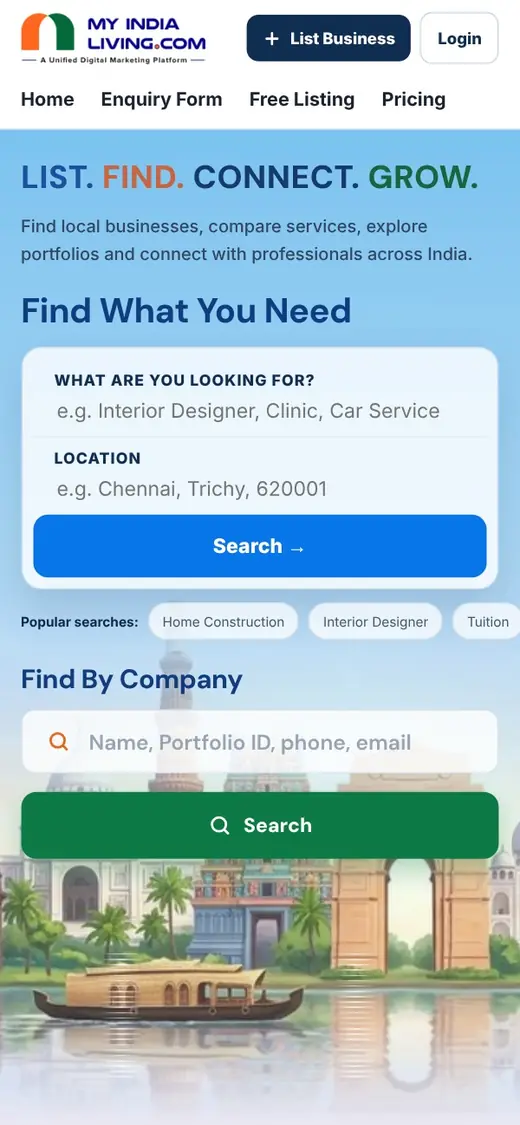 MY INDIA
LIVING.COM
A Unified Digital Marketing Platform
+ List Business
Login
Home
Enquiry Form
Free Listing
Pricing
LIST. FIND. CONNECT. GROW.
Find local businesses, compare services, explore
portfolios and connect with professionals across India.
Find What You Need
WHAT ARE YOU LOOKING FOR?
e.g. Interior Designer, Clinic, Car Service
LOCATION
e.g. Chennai, Trichy, 620001
Search →
Popular searches:
Home Construction
Interior Designer
Tuition
Find By Company
Name, Portfolio ID, phone, email
Search